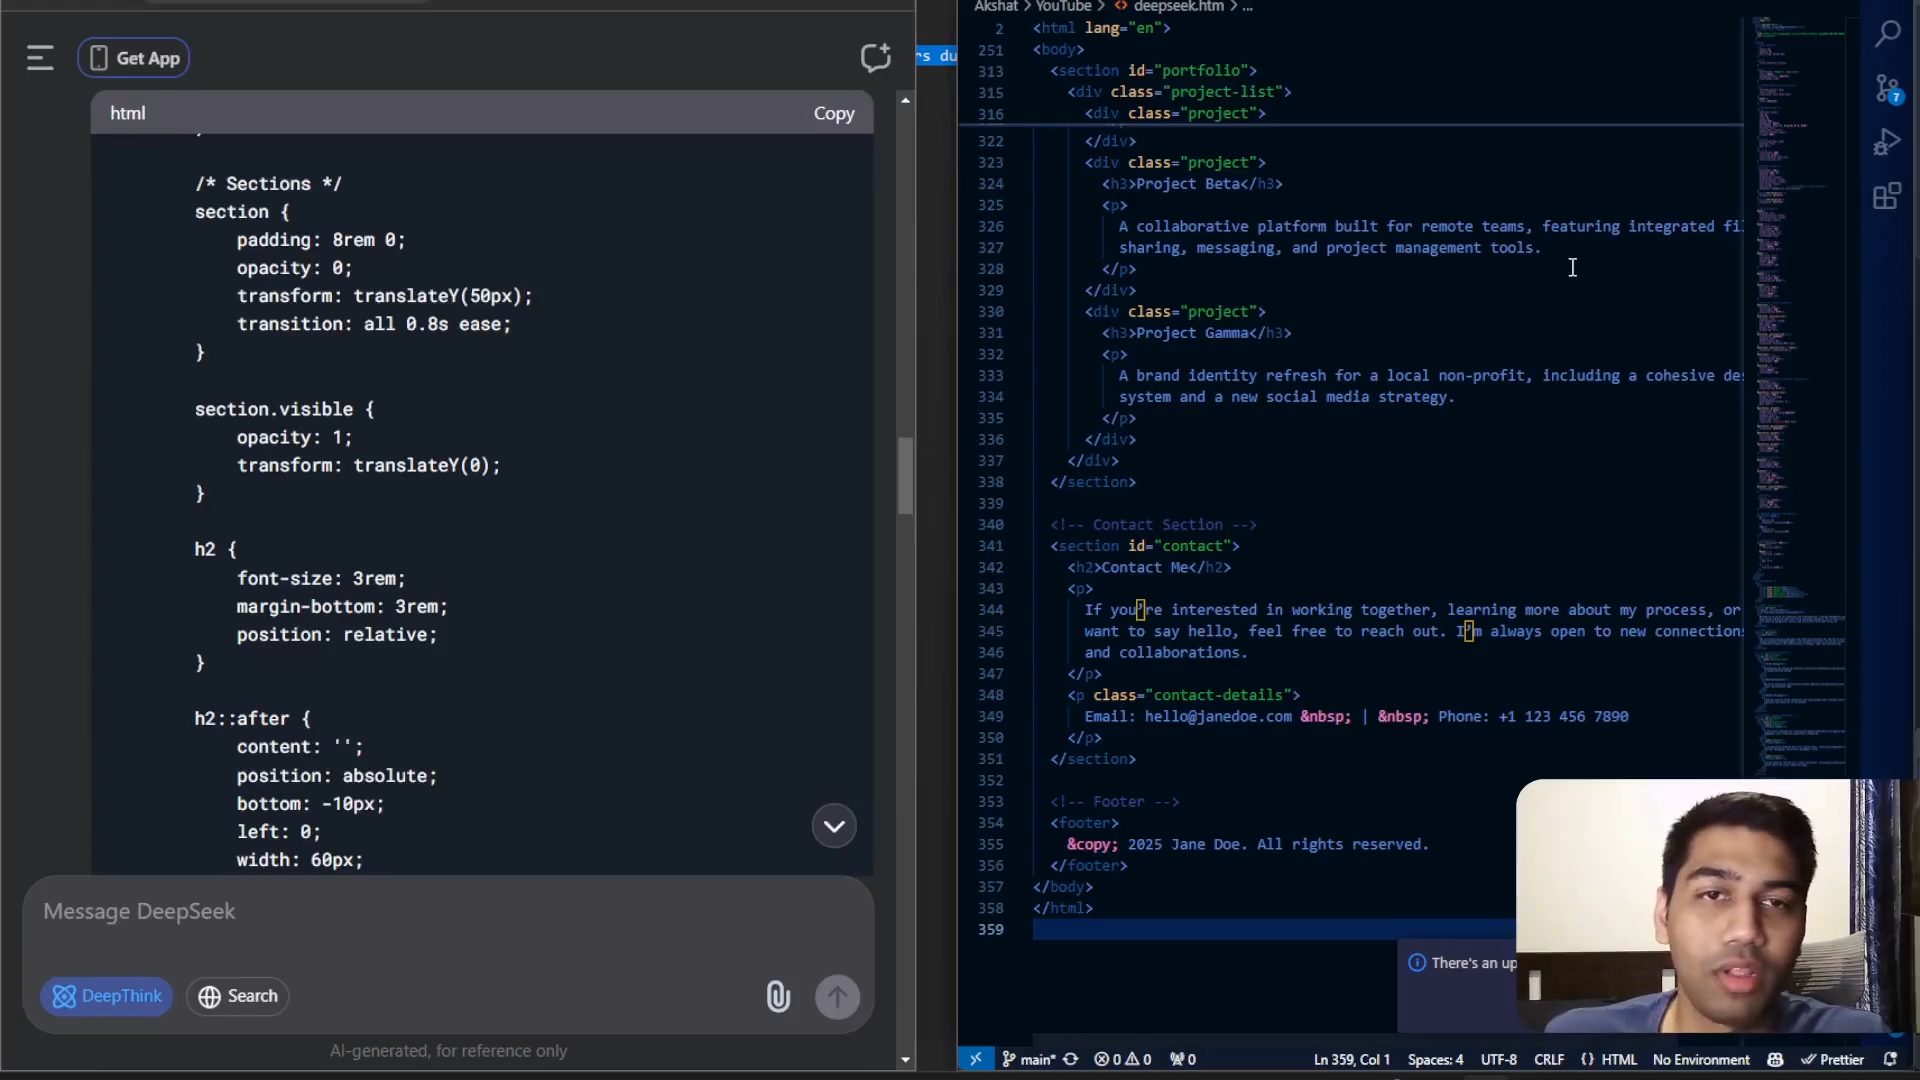 Get App
html
Copy
/* Sections */
section {
padding: 8rem 0;
opacity: 0;
transform: translateY(50px);
transition: all 0.8s ease;
}
section.visible {
opacity: 1;
transform: translateY(0);
}
h2 {
font-size: 3rem;
margin-bottom: 3rem;
position: relative;
}
h2::after {
content: '';
position: absolute;
bottom: -10px;
left: 0;
width: 60px;
Message DeepSeek
DeepThink
Search
AI-generated, for reference only
rs du
Akshat > YouTube > <> deepseek.htm > ...
2 <html lang="en">
251 <body>
313 <section id="portfolio">
315 <div class="project-list">
316 <div class="project">
322 </div>
323 <div class="project">
324 <h3>Project Beta</h3>
325 <p>
326 A collaborative platform built for remote teams, featuring integrated fi
327 sharing, messaging, and project management tools.
328 </p>
329 </div>
330 <div class="project">
331 <h3>Project Gamma</h3>
332 <p>
333 A brand identity refresh for a local non-profit, including a cohesive de
334 system and a new social media strategy.
335 </p>
336 </div>
337 </div>
338 </section>
339
340 <!-- Contact Section -->
341 <section id="contact">
342 <h2>Contact Me</h2>
343 <p>
344 If you’re interested in working together, learning more about my process, or
345 want to say hello, feel free to reach out. I’m always open to new connection
346 and collaborations.
347 </p>
348 <p class="contact-details">
349 Email: hello@janedoe.com &nbsp; | &nbsp; Phone: +1 123 456 7890
350 </p>
351 </section>
352
353 <!-- Footer -->
354 <footer>
355 &copy; 2025 Jane Doe. All rights reserved.
356 </footer>
357 </body>
358 </html>
359
There's an up
7
main* 0 0 0 Ln 359, Col 1 Spaces: 4 UTF-8 CRLF {} HTML No Environment Prettier